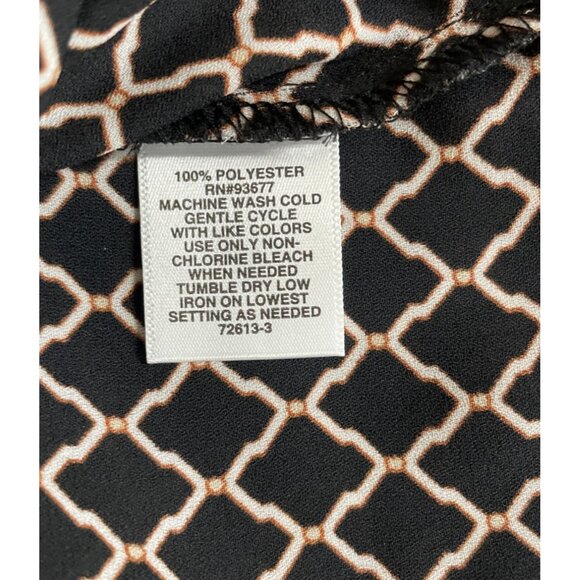 100% POLYESTER
RN#93677
MACHINE WASH COLD
GENTLE CYCLE
WITH LIKE COLORS
USE ONLY NON-
CHLORINE BLEACH
WHEN NEEDED
TUMBLE DRY LOW
IRON ON LOWEST
SETTING AS NEEDED
72613-3